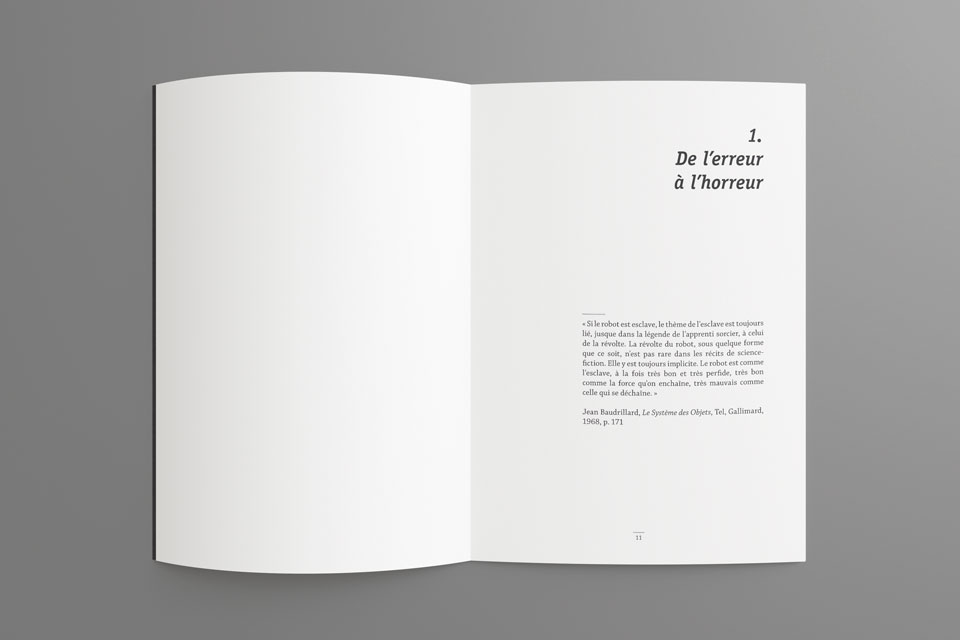 1.
De l'erreur
à l'horreur
« Si le robot est esclave, le thème de l'esclave est toujours
lié, jusque dans la légende de l'apprenti sorcier, à celui
de la révolte. La révolte du robot, sous quelque forme
que ce soit, n'est pas rare dans les récits de science-
fiction. Elle y est toujours implicite. Le robot est comme
l'esclave, à la fois très bon et très perfide, très bon
comme la force qu'on enchaîne, très mauvais comme
celle qui se déchaîne. »
Jean Baudrillard, Le Système des Objets, Tel, Gallimard,
1968, p. 171
11